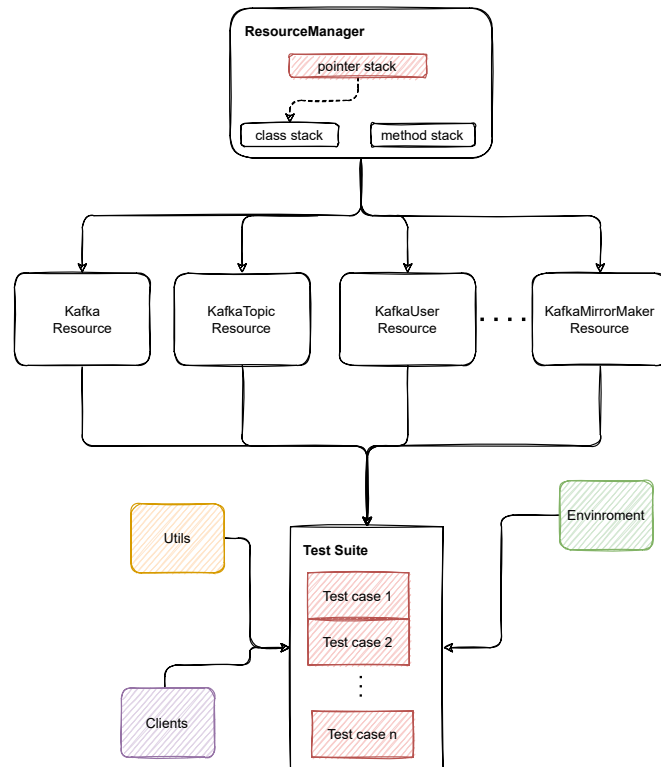 ResourceManager
pointer stack
class stack
method stack
Kafka
Resource
KafkaTopic
Resource
KafkaUser
Resource
. . . .
KafkaMirrorMaker
Resource
Utils
Envinroment
Test Suite
Test case 1
Test case 2
Clients
Test case n